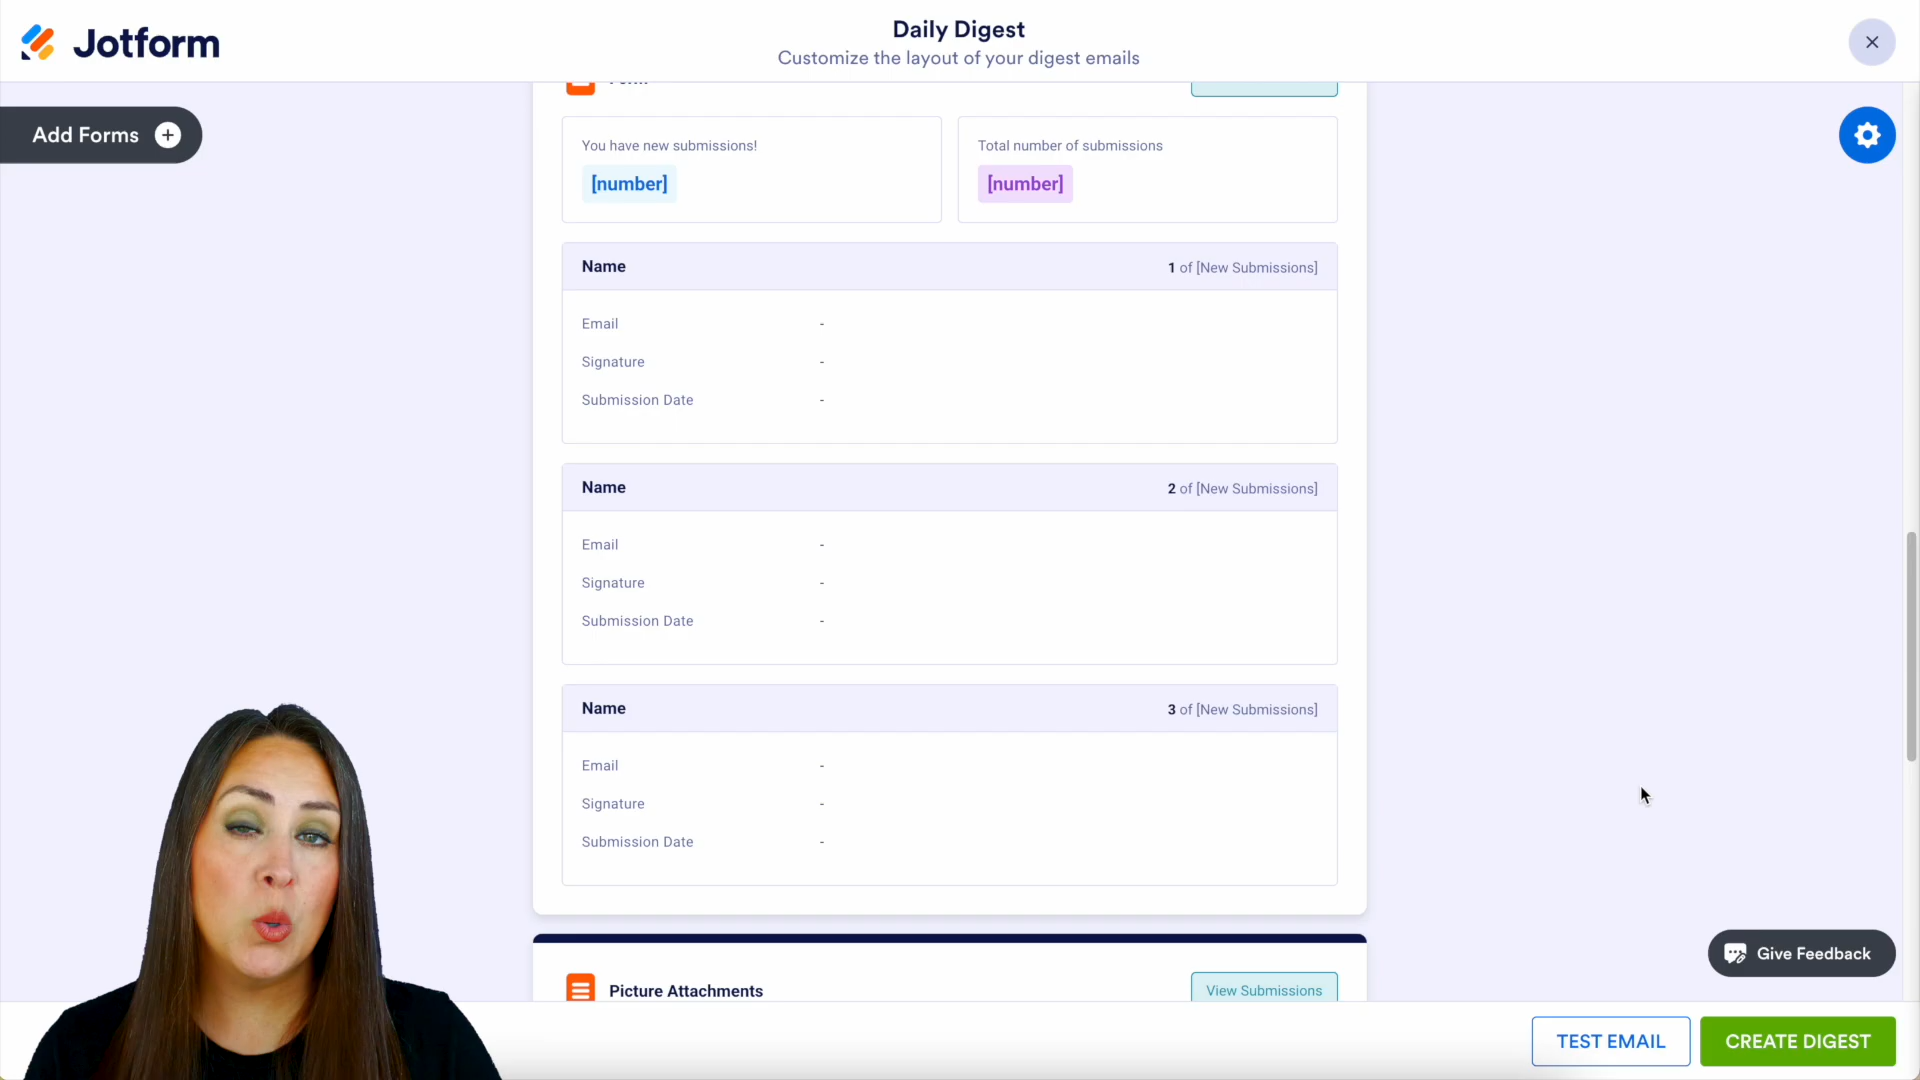 Jotform
Daily Digest
Customize the layout of your digest emails
Add Forms
You have new submissions!
[number]
Total number of submissions
[number]
Name
1 of [New Submissions]
Email -
Signature -
Submission Date -
Name
2 of [New Submissions]
Email -
Signature -
Submission Date -
Name
3 of [New Submissions]
Email -
Signature -
Submission Date -
Give Feedback
Picture Attachments
View Submissions
TEST EMAIL
CREATE DIGEST